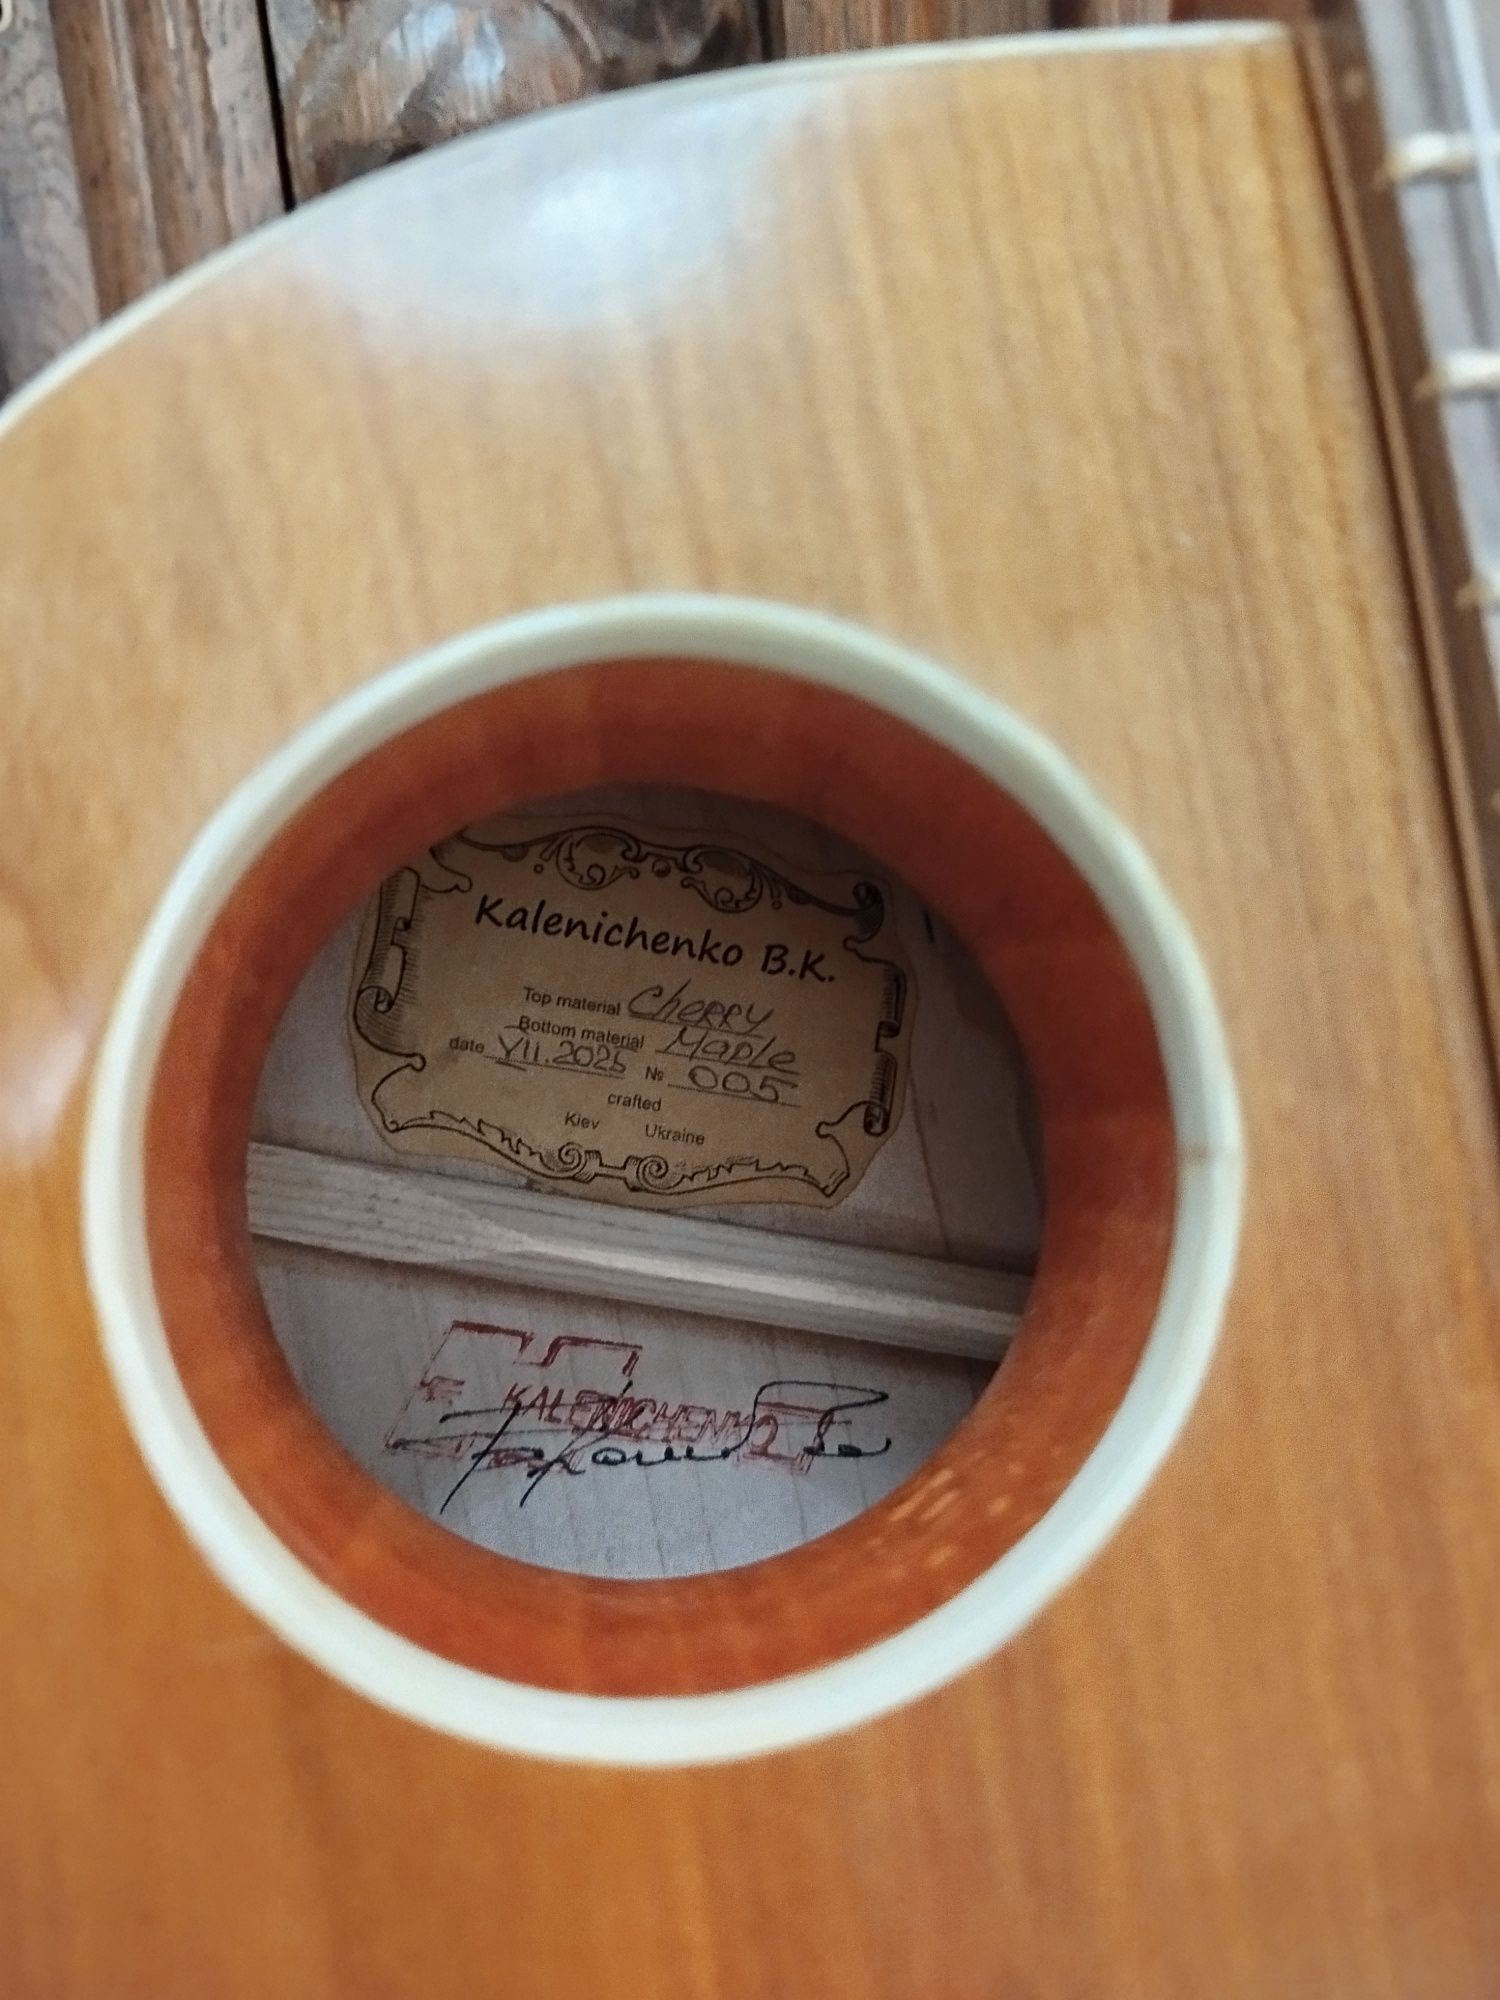 Kalenichenko B.K.
Top material Cherry
Bottom material Maple
date VII.2025 № 005
crafted
Kiev Ukraine
KALENICHENKO